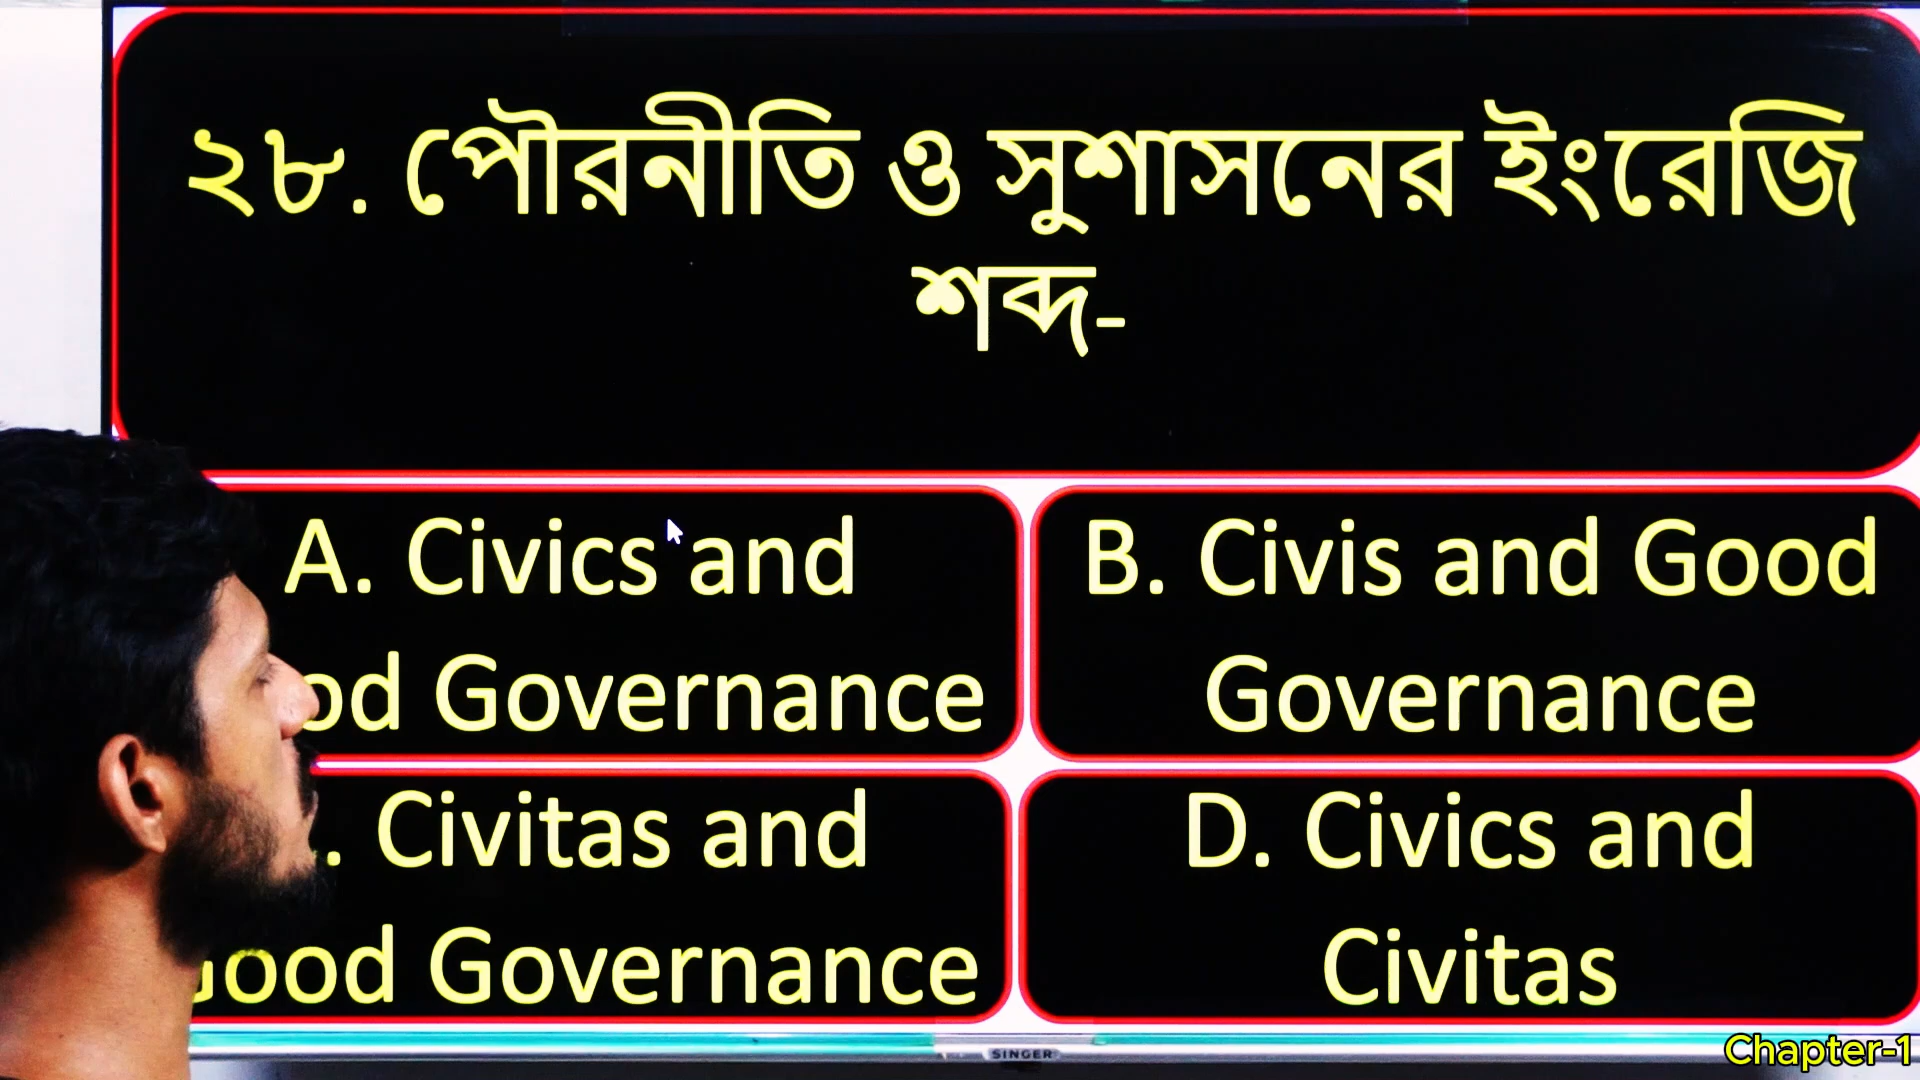 ২৮. পৌরনীতি ও সুশাসনের ইংরেজি
শব্দ-
A. Civics and
od Governance
B. Civis and Good
Governance
. Civitas and
Good Governance
D. Civics and
Civitas
SINGER
Chapter-1